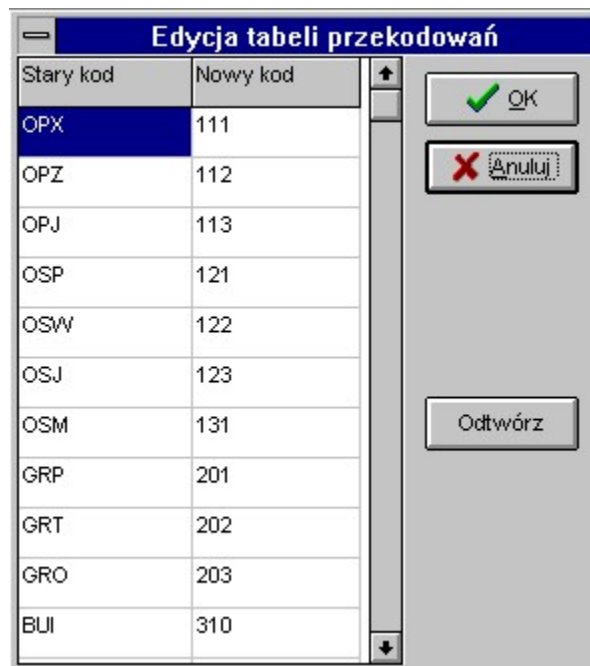 Edycja tabeli przekodowań
Stary kod Nowy kod
OPX 111
OPZ 112
OPJ 113
OSP 121
OSW 122
OSJ 123
OSM 131
GRP 201
GRT 202
GRO 203
BUI 310
OK
Anuluj
Odtwórz